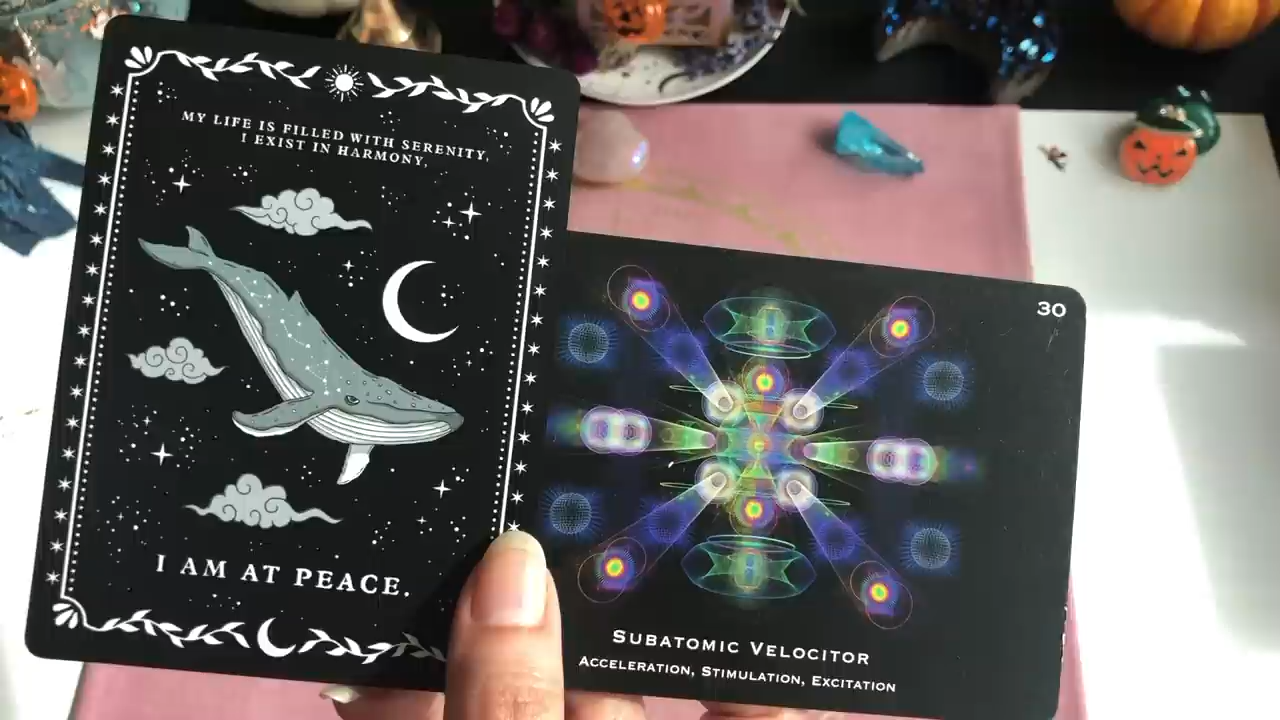 MY LIFE IS FILLED WITH SERENITY,
I EXIST IN HARMONY,
I AM AT PEACE.
30
SUBATOMIC VELOCITOR
ACCELERATION, STIMULATION, EXCITATION